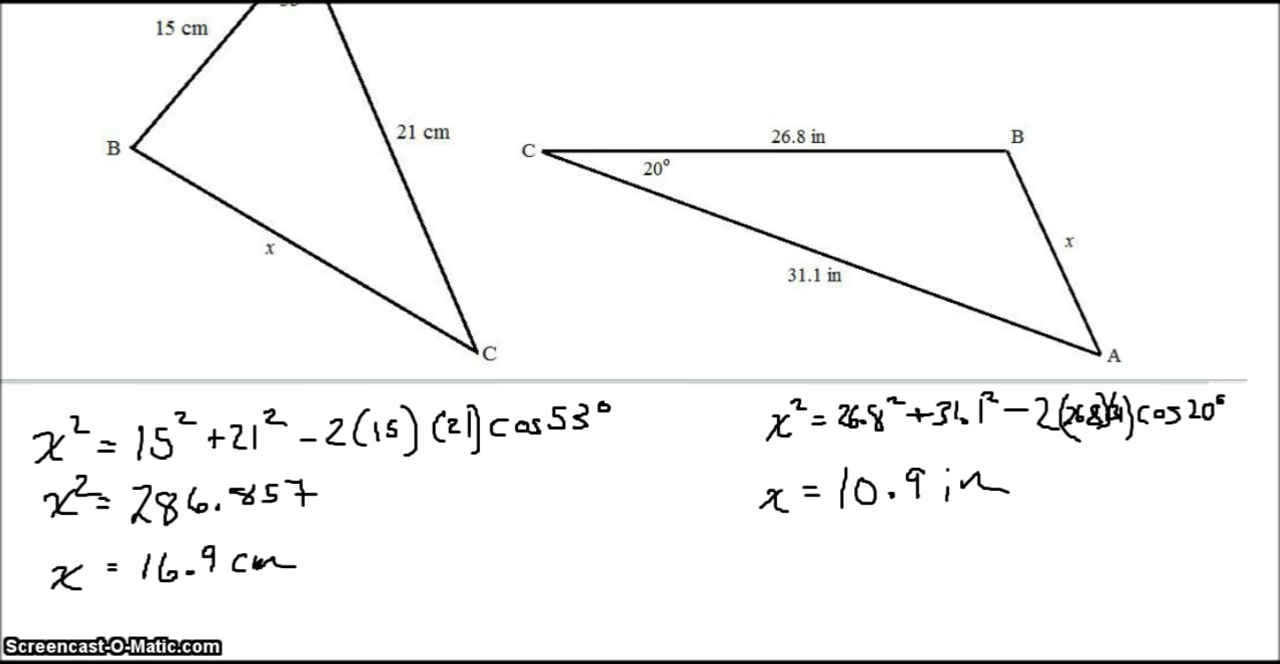 15 cm
B
21 cm
x
C
26.8 in
B
C
20°
x
31.1 in
A
x² = 15² + 21² - 2(15)(21) cos 53°
x² = 286.857
x = 16.9 cm
x² = 26.8² + 31.1² - 2(26.8) cos 20°
x = 10.9 in
Screencast-O-Matic.com